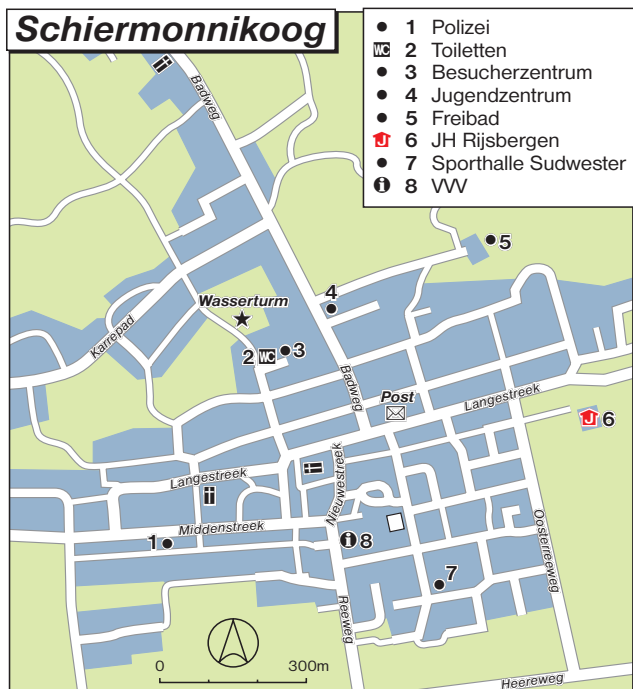 Schiermonnikoog
1 Polizei
WC 2 Toiletten
3 Besucherzentrum
4 Jugendzentrum
5 Freibad
J 6 JH Rijsbergen
7 Sporthalle Sudwester
i 8 VVV
Badweg
5
Wasserturm
4
Karrepad
2 WC 3
Badweg
Post
Langestreek
J 6
Langestreek
Nieuwestreek
Middenstreek
1
i 8
Oosterreeweg
7
Reeweg
0 300m
Heereweg